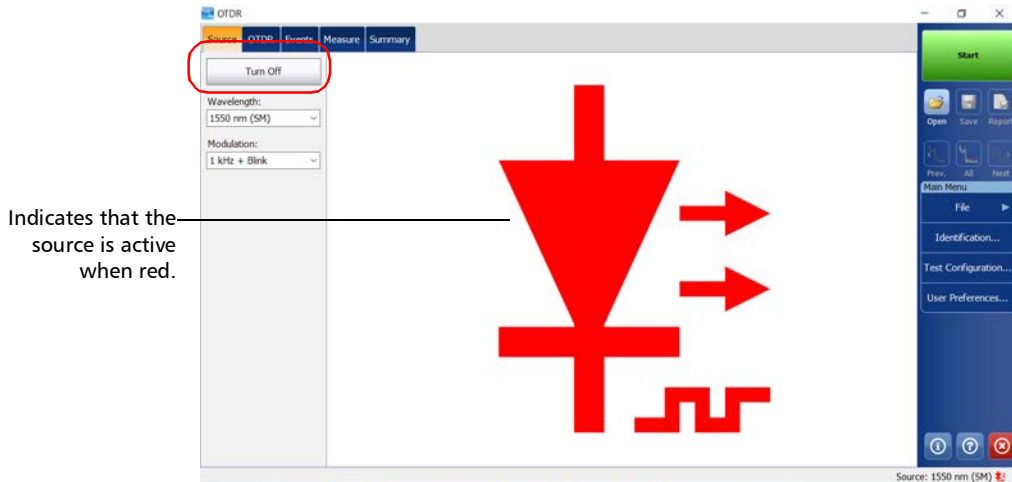 OTDR
Source OTDR Events Measure Summary
Turn Off
Wavelength:
1550 nm (SM)
Modulation:
1 kHz + Blink
Indicates that the
source is active
when red.
Start
Open Save Report
Prev. All Next
Main Menu
File
Identification...
Test Configuration...
User Preferences...
Source: 1550 nm (SM)